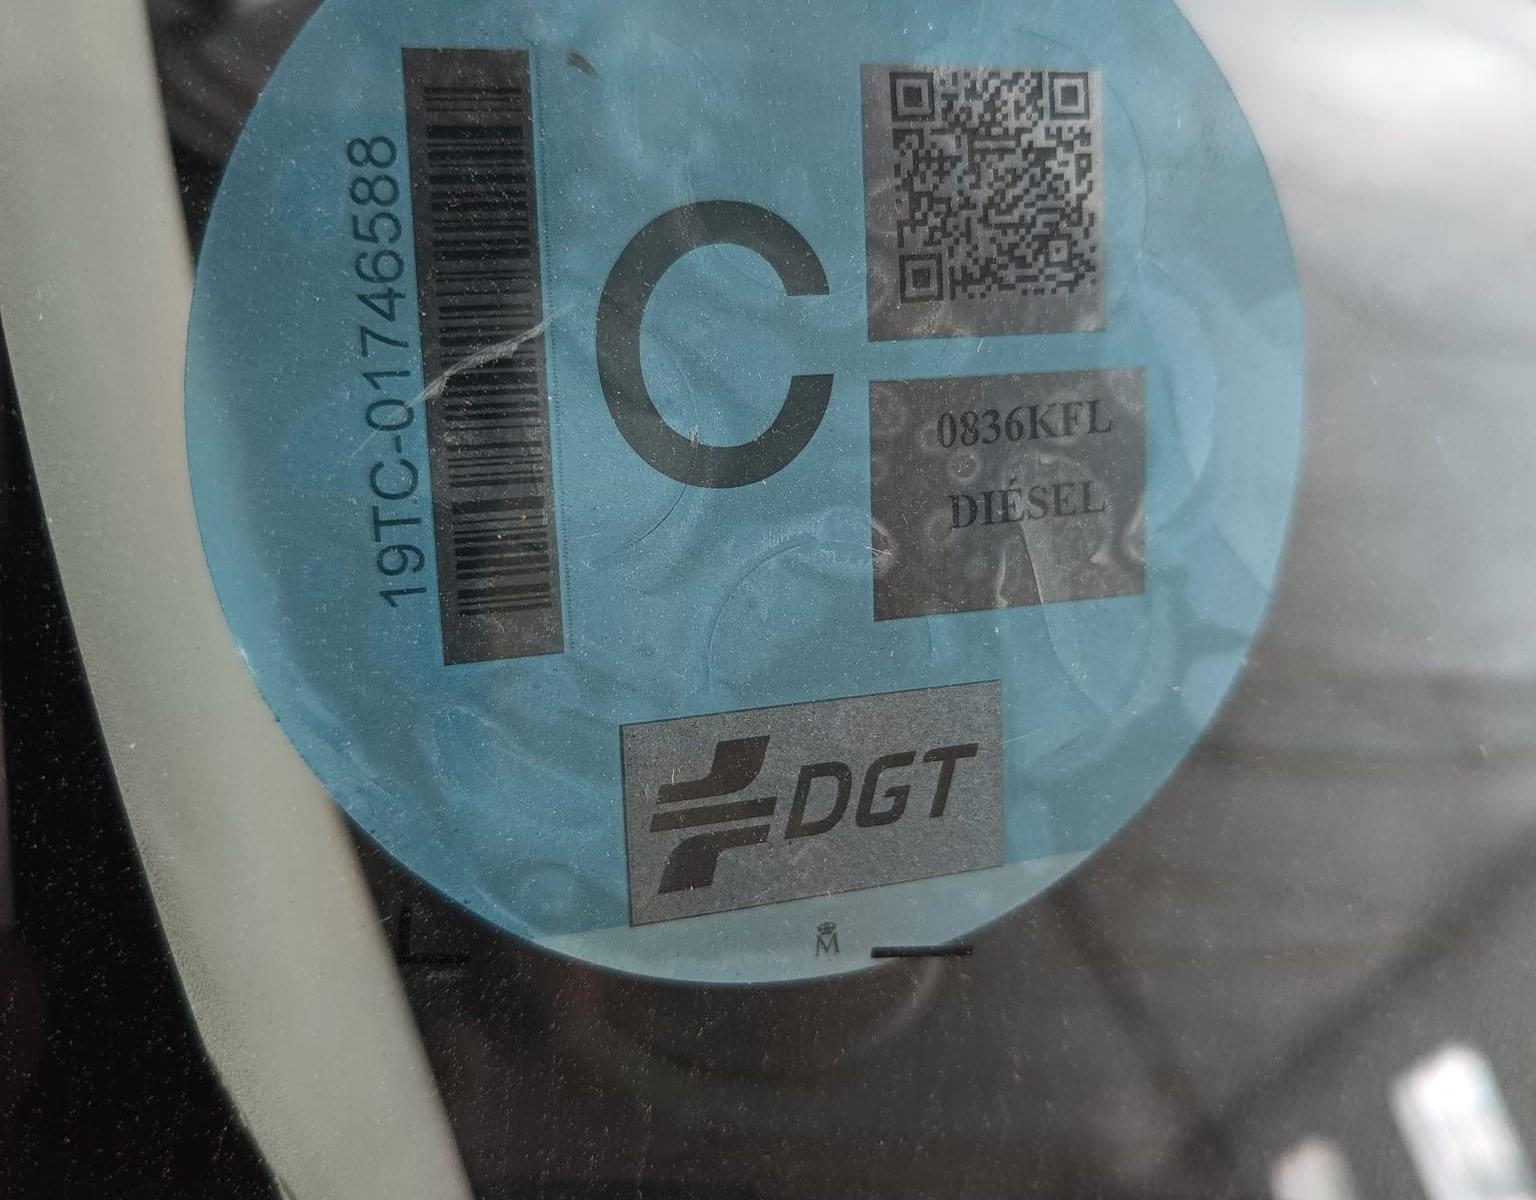 19TC-01746588
C
0836KFL
DIÉSEL
DGT
M